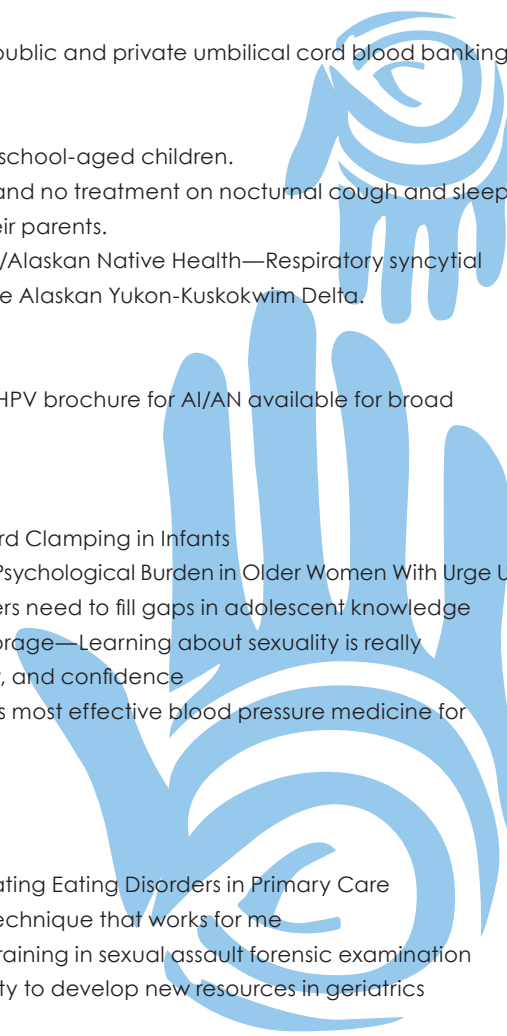 public and private umbilical cord blood banking
school-aged children.
and no treatment on nocturnal cough and sleep
eir parents.
/Alaskan Native Health—Respiratory syncytial
e Alaskan Yukon-Kuskokwim Delta.
HPV brochure for AI/AN available for broad
rd Clamping in Infants
Psychological Burden in Older Women With Urge U
ers need to fill gaps in adolescent knowledge
orage—Learning about sexuality is really
, and confidence
s most effective blood pressure medicine for
ating Eating Disorders in Primary Care
echnique that works for me
raining in sexual assault forensic examination
ty to develop new resources in geriatrics